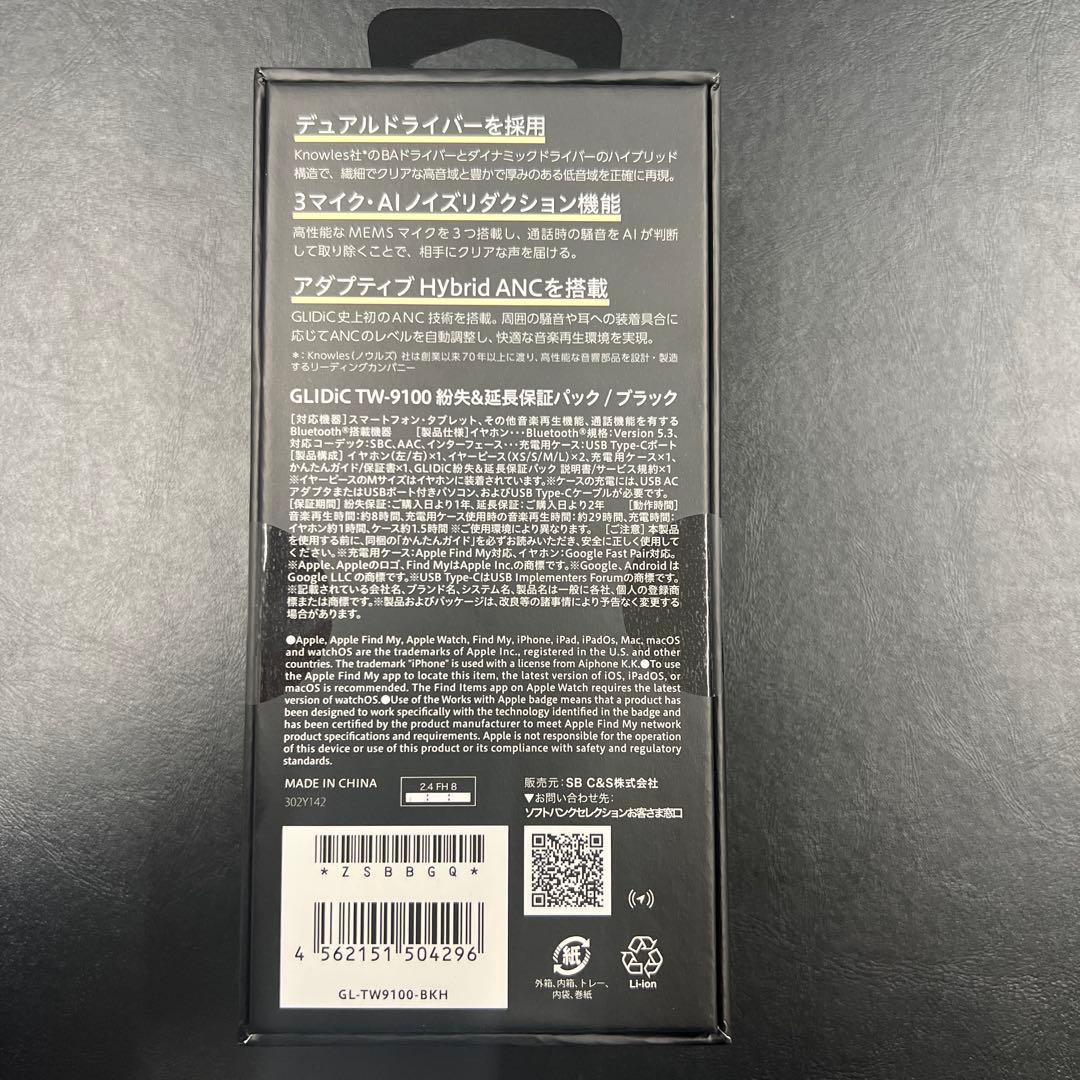 デュアルドライバーを採用
Knowles社*のBAドライバーとダイナミックドライバーのハイブリッド
構造で、繊細でクリアな高音域と豊かで厚みのある低音域を正確に再現。
3マイク・AIノイズリダクション機能
高性能な MEMS マイクを3つ搭載し、通話時の騒音をAIが判断
して取り除くことで、相手にクリアな声を届ける。
アダプティブ Hybrid ANCを搭載
GLIDiC史上初のANC 技術を搭載。周囲の騒音や耳への装着具合に
応じてANCのレベルを自動調整し、快適な音楽再生環境を実現。
*：Knowles(ノウルズ) 社は創業以来70年以上に渡り、高性能な音響部品を設計・製造
するリーディングカンパニー
GLIDiC TW-9100 紛失&延長保証パック / ブラック
[対応機器]スマートフォン・タブレット、その他音楽再生機能、通話機能を有する
Bluetooth®搭載機器 [製品仕様]イヤホン・・・Bluetooth®規格：Version 5.3、
対応コーデック：SBC、AAC、インターフェース・・・充電用ケース：USB Type-Cポート
[製品構成] イヤホン(左/右)×1、イヤーピース(XS/S/M/L)×2、充電用ケース×1、
かんたんガイド/保証書×1、GLIDiC紛失&延長保証パック 説明書/サービス規約×1
※イヤーピースのMサイズはイヤホンに装着されています。※ケースの充電には、USB AC
アダプタまたはUSBポート付きパソコン、およびUSB Type-Cケーブルが必要です。
[保証期間] 紛失保証：ご購入日より1年、延長保証：ご購入日より2年 [動作時間]
音楽再生時間：約8時間、充電用ケース使用時の音楽再生時間：約29時間、充電時間：
イヤホン約1時間、ケース約1.5時間 ※ご使用環境により異なります。 [ご注意] 本製品
を使用する前に、同梱の「かんたんガイド」を必ずお読みいただき、安全に正しく使用して
ください。※充電用ケース：Apple Find My対応、イヤホン：Google Fast Pair対応。
※Apple、Appleのロゴ、Find MyはApple Inc.の商標です。※Google、Android は
Google LLC の商標です。※USB Type-CはUSB Implementers Forumの商標です。
※記載されている会社名、ブランド名、システム名、製品名は一般に各社、個人の登録商
標または商標です。※製品およびパッケージは、改良等の諸事情により予告なく変更する
場合があります。
●Apple, Apple Find My, Apple Watch, Find My, iPhone, iPad, iPadOs, Mac, macOS
and watchOS are the trademarks of Apple Inc., registered in the U.S. and other
countries. The trademark "iPhone" is used with a license from Aiphone K.K.●To use
the Apple Find My app to locate this item, the latest version of iOS, iPadOS, or
macOS is recommended. The Find Items app on Apple Watch requires the latest
version of watchOS.●Use of the Works with Apple badge means that a product has
been designed to work specifically with the technology identified in the badge and
has been certified by the product manufacturer to meet Apple Find My network
product specifications and requirements. Apple is not responsible for the operation
of this device or use of this product or its compliance with safety and regulatory
standards.
MADE IN CHINA
302Y142
2.4 FH 8
販売元：SB C&S株式会社
▼お問い合わせ先：
ソフトバンクセレクションお客さま窓口
*ZSBBGQ*
4 562151 504296
GL-TW9100-BKH
紙
外箱、内箱、トレー、
内袋、巻紙
Li-ion